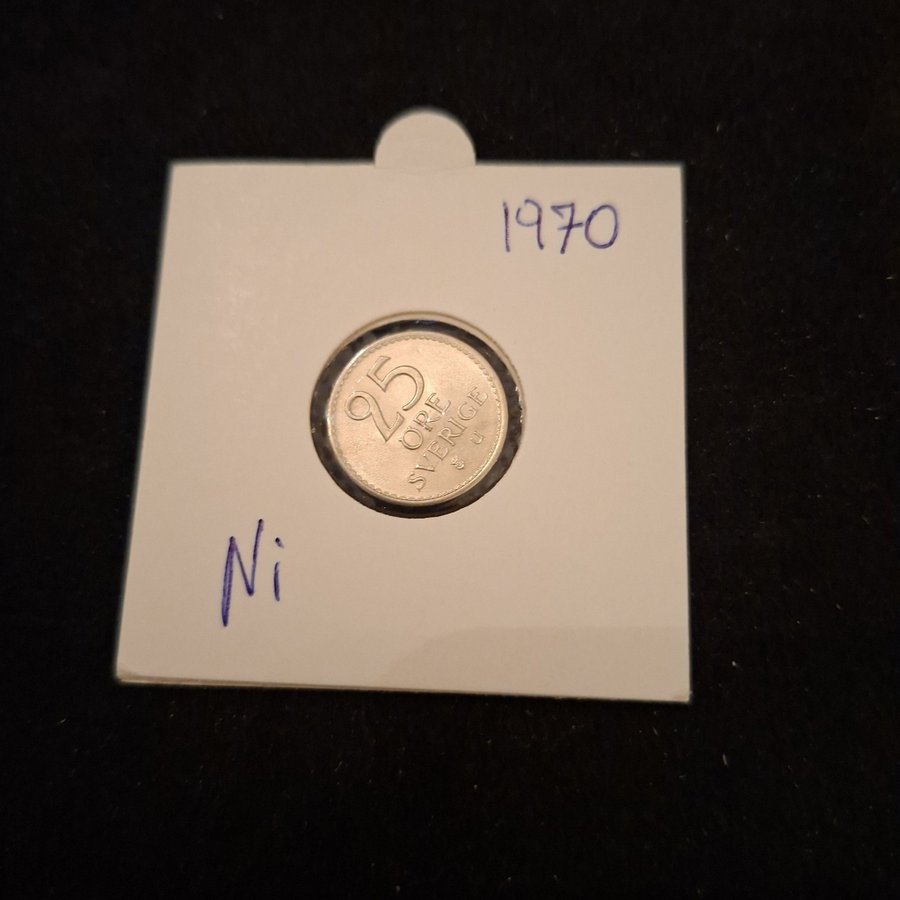 1970
25
ÖRE
SVERIGE
U
Ni